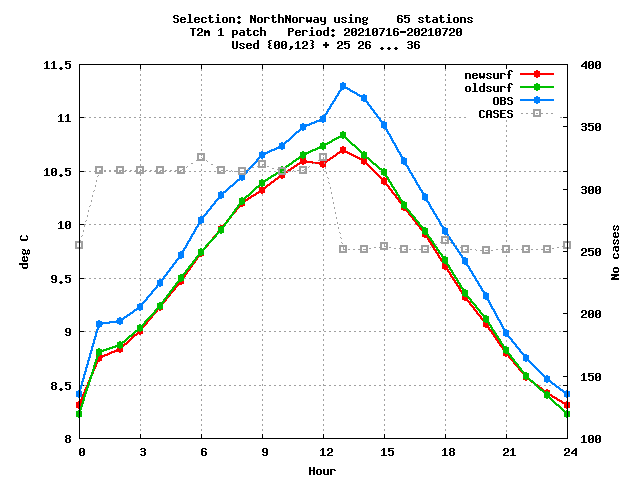 Selection: NorthNorway using    65 stations
T2m 1 patch   Period: 20210716-20210720
Used {00,12} + 25 26 ... 36
newsurf
oldsurf
OBS
CASES
11.5
11
10.5
10
9.5
9
8.5
8
deg C
400
350
300
250
200
150
100
No cases
0 3 6 9 12 15 18 21 24
Hour